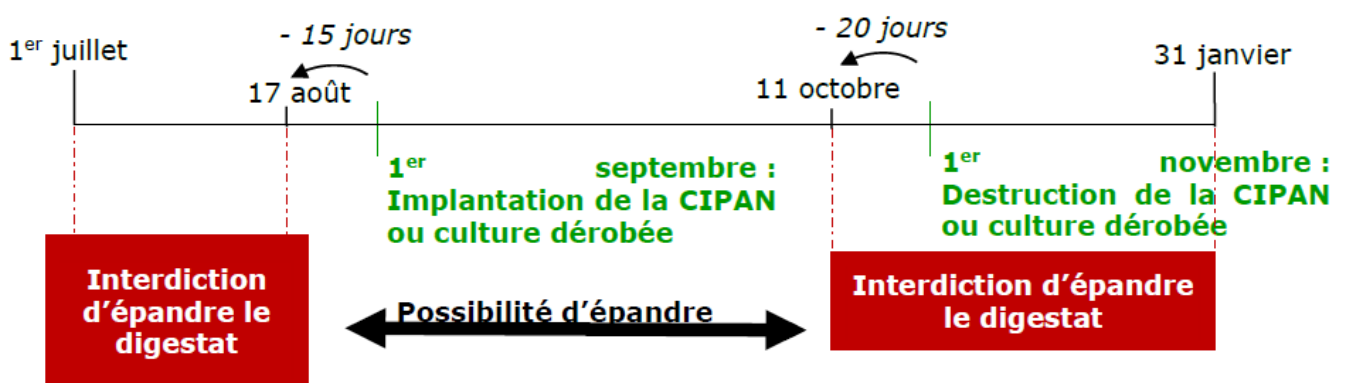 1er juillet
- 15 jours
17 août
- 20 jours
11 octobre
31 janvier
1er septembre :
Implantation de la CIPAN
ou culture dérobée
1er novembre :
Destruction de la CIPAN
ou culture dérobée
Interdiction
d’épandre le
digestat
Possibilité d’épandre
Interdiction d’épandre
le digestat